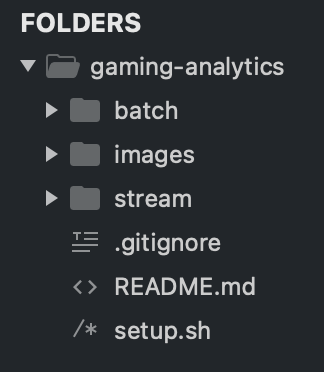 FOLDERS
gaming-analytics
batch
images
stream
.gitignore
<> README.md
/* setup.sh